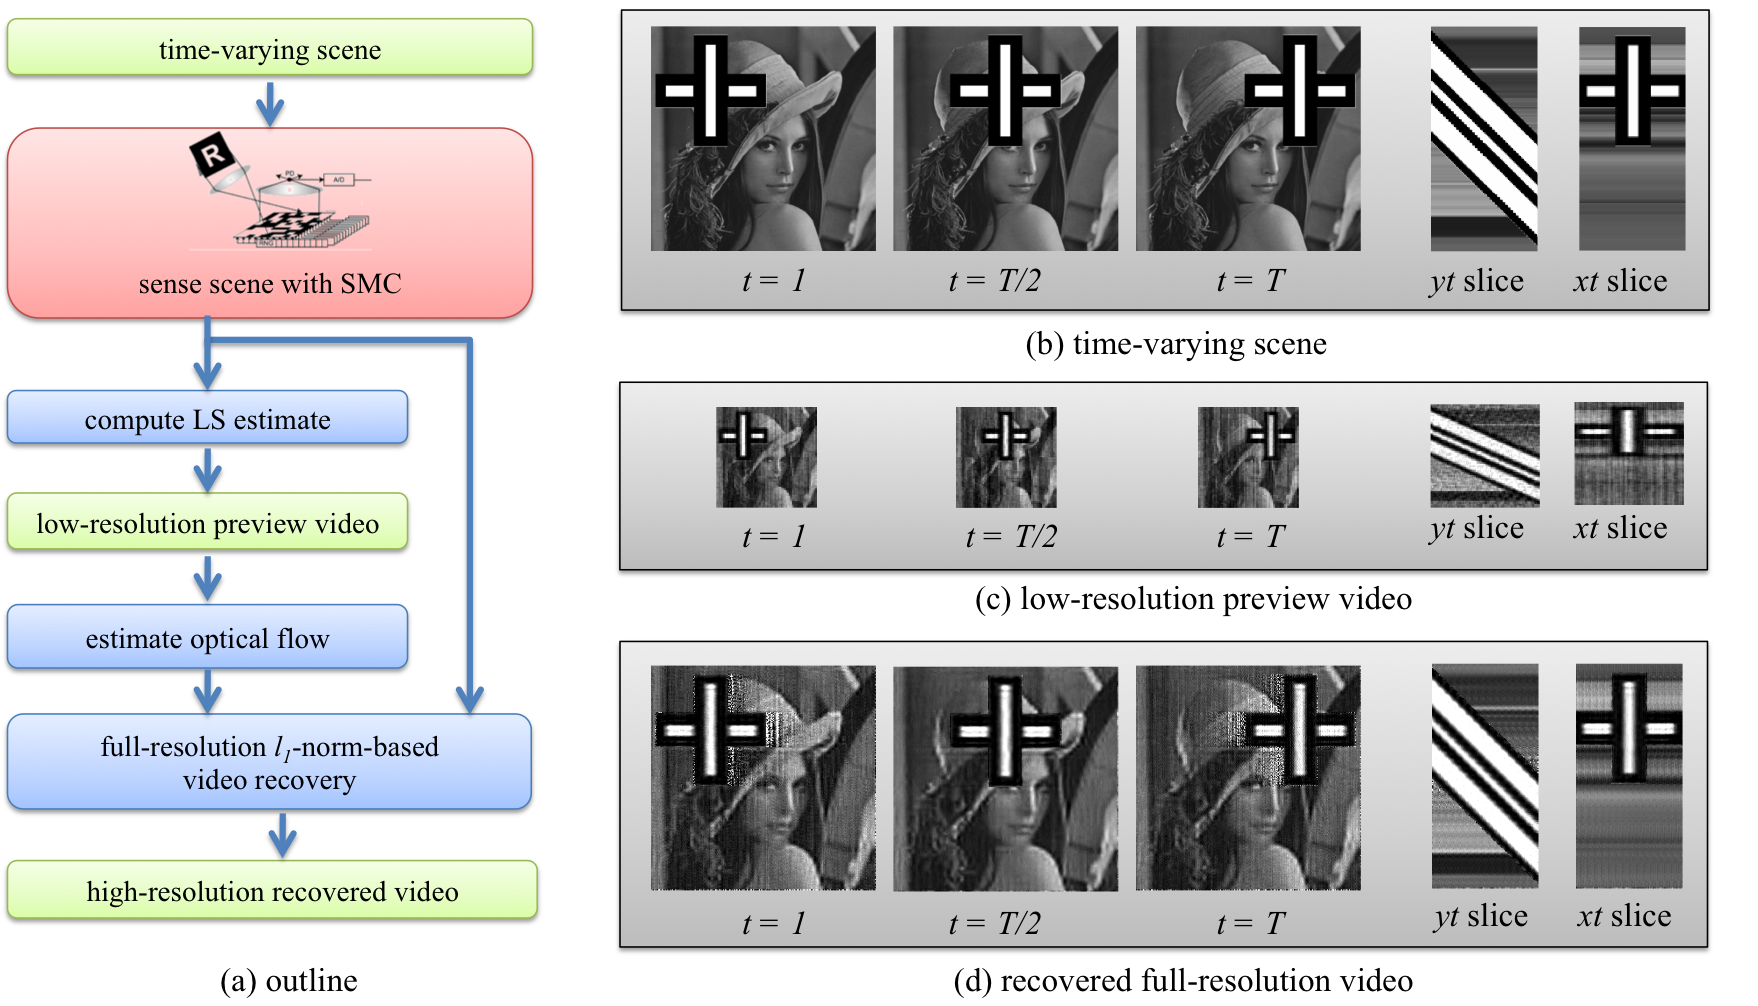 time-varying scene
R
PD
A/D
RNG
sense scene with SMC
compute LS estimate
low-resolution preview video
estimate optical flow
full-resolution l1-norm-based
video recovery
high-resolution recovered video
(a) outline
t = 1
t = T/2
t = T
yt slice
xt slice
(b) time-varying scene
t = 1
t = T/2
t = T
yt slice
xt slice
(c) low-resolution preview video
t = 1
t = T/2
t = T
yt slice
xt slice
(d) recovered full-resolution video